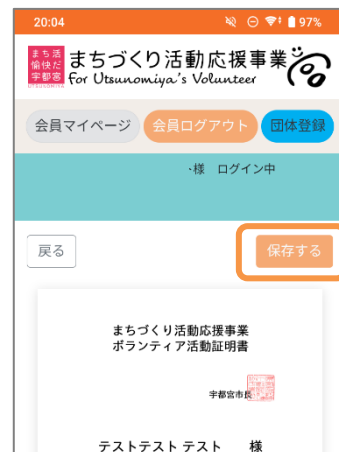 20:04 97%
まち活
愉快だ
宇都宮
UTSUNOMIYA
まちづくり活動応援事業
For Utsunomiya's Volunteer
会員マイページ 会員ログアウト 団体登録
・様 ログイン中
戻る 保存する
まちづくり活動応援事業
ボランティア活動証明書
宇都宮市長
テストテスト テスト 様